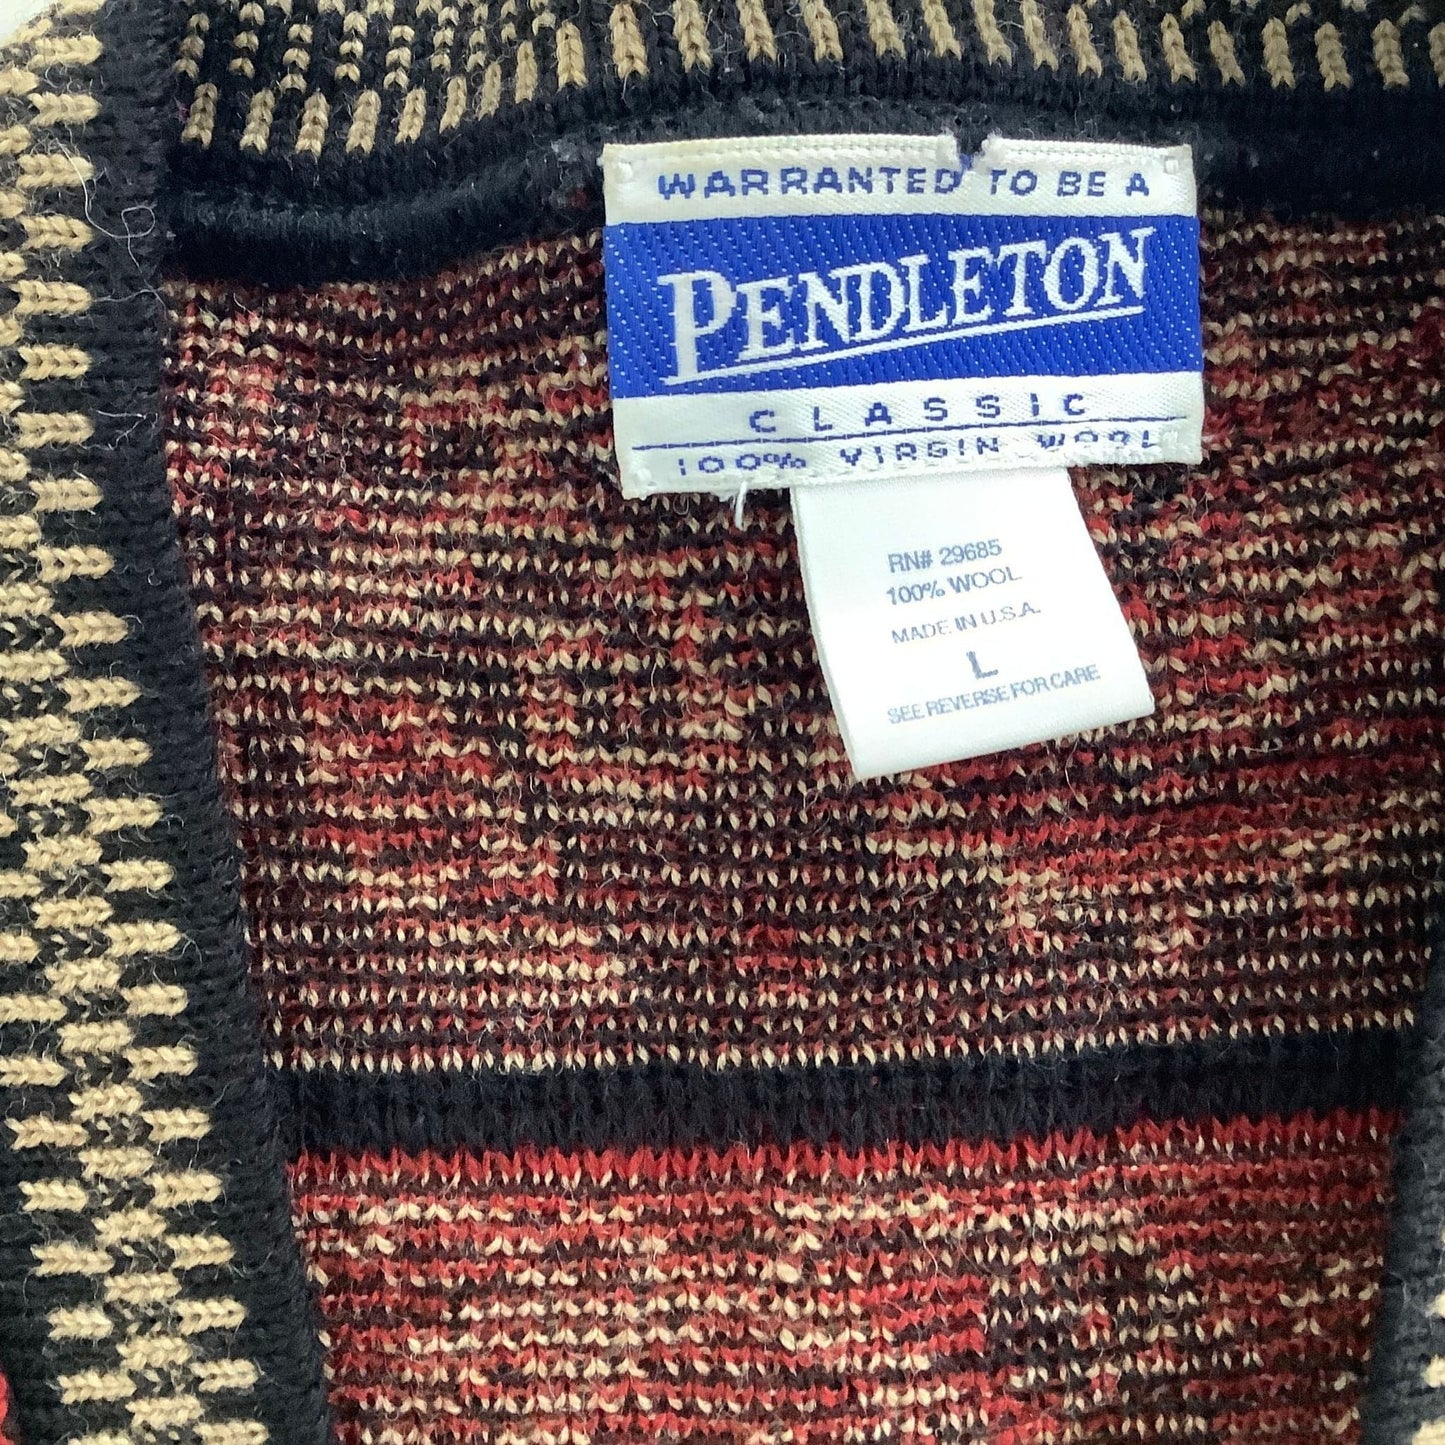 WARRANTED TO BE A
PENDLETON
CLASSIC
100% VIRGIN WOOL
RN# 29685
100% WOOL
MADE IN U.S.A.
L
SEE REVERSE FOR CARE